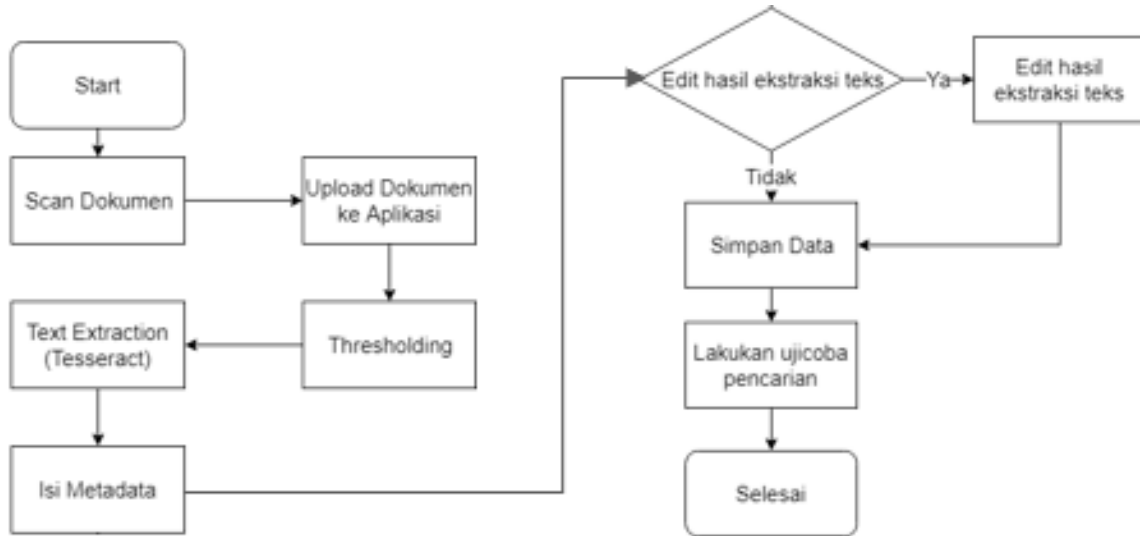 Start
Scan Dokumen
Upload Dokumen
ke Aplikasi
Thresholding
Text Extraction
(Tesseract)
Isi Metadata
Edit hasil ekstraksi teks
Ya
Edit hasil
ekstraksi teks
Tidak
Simpan Data
Lakukan ujicoba
pencarian
Selesai